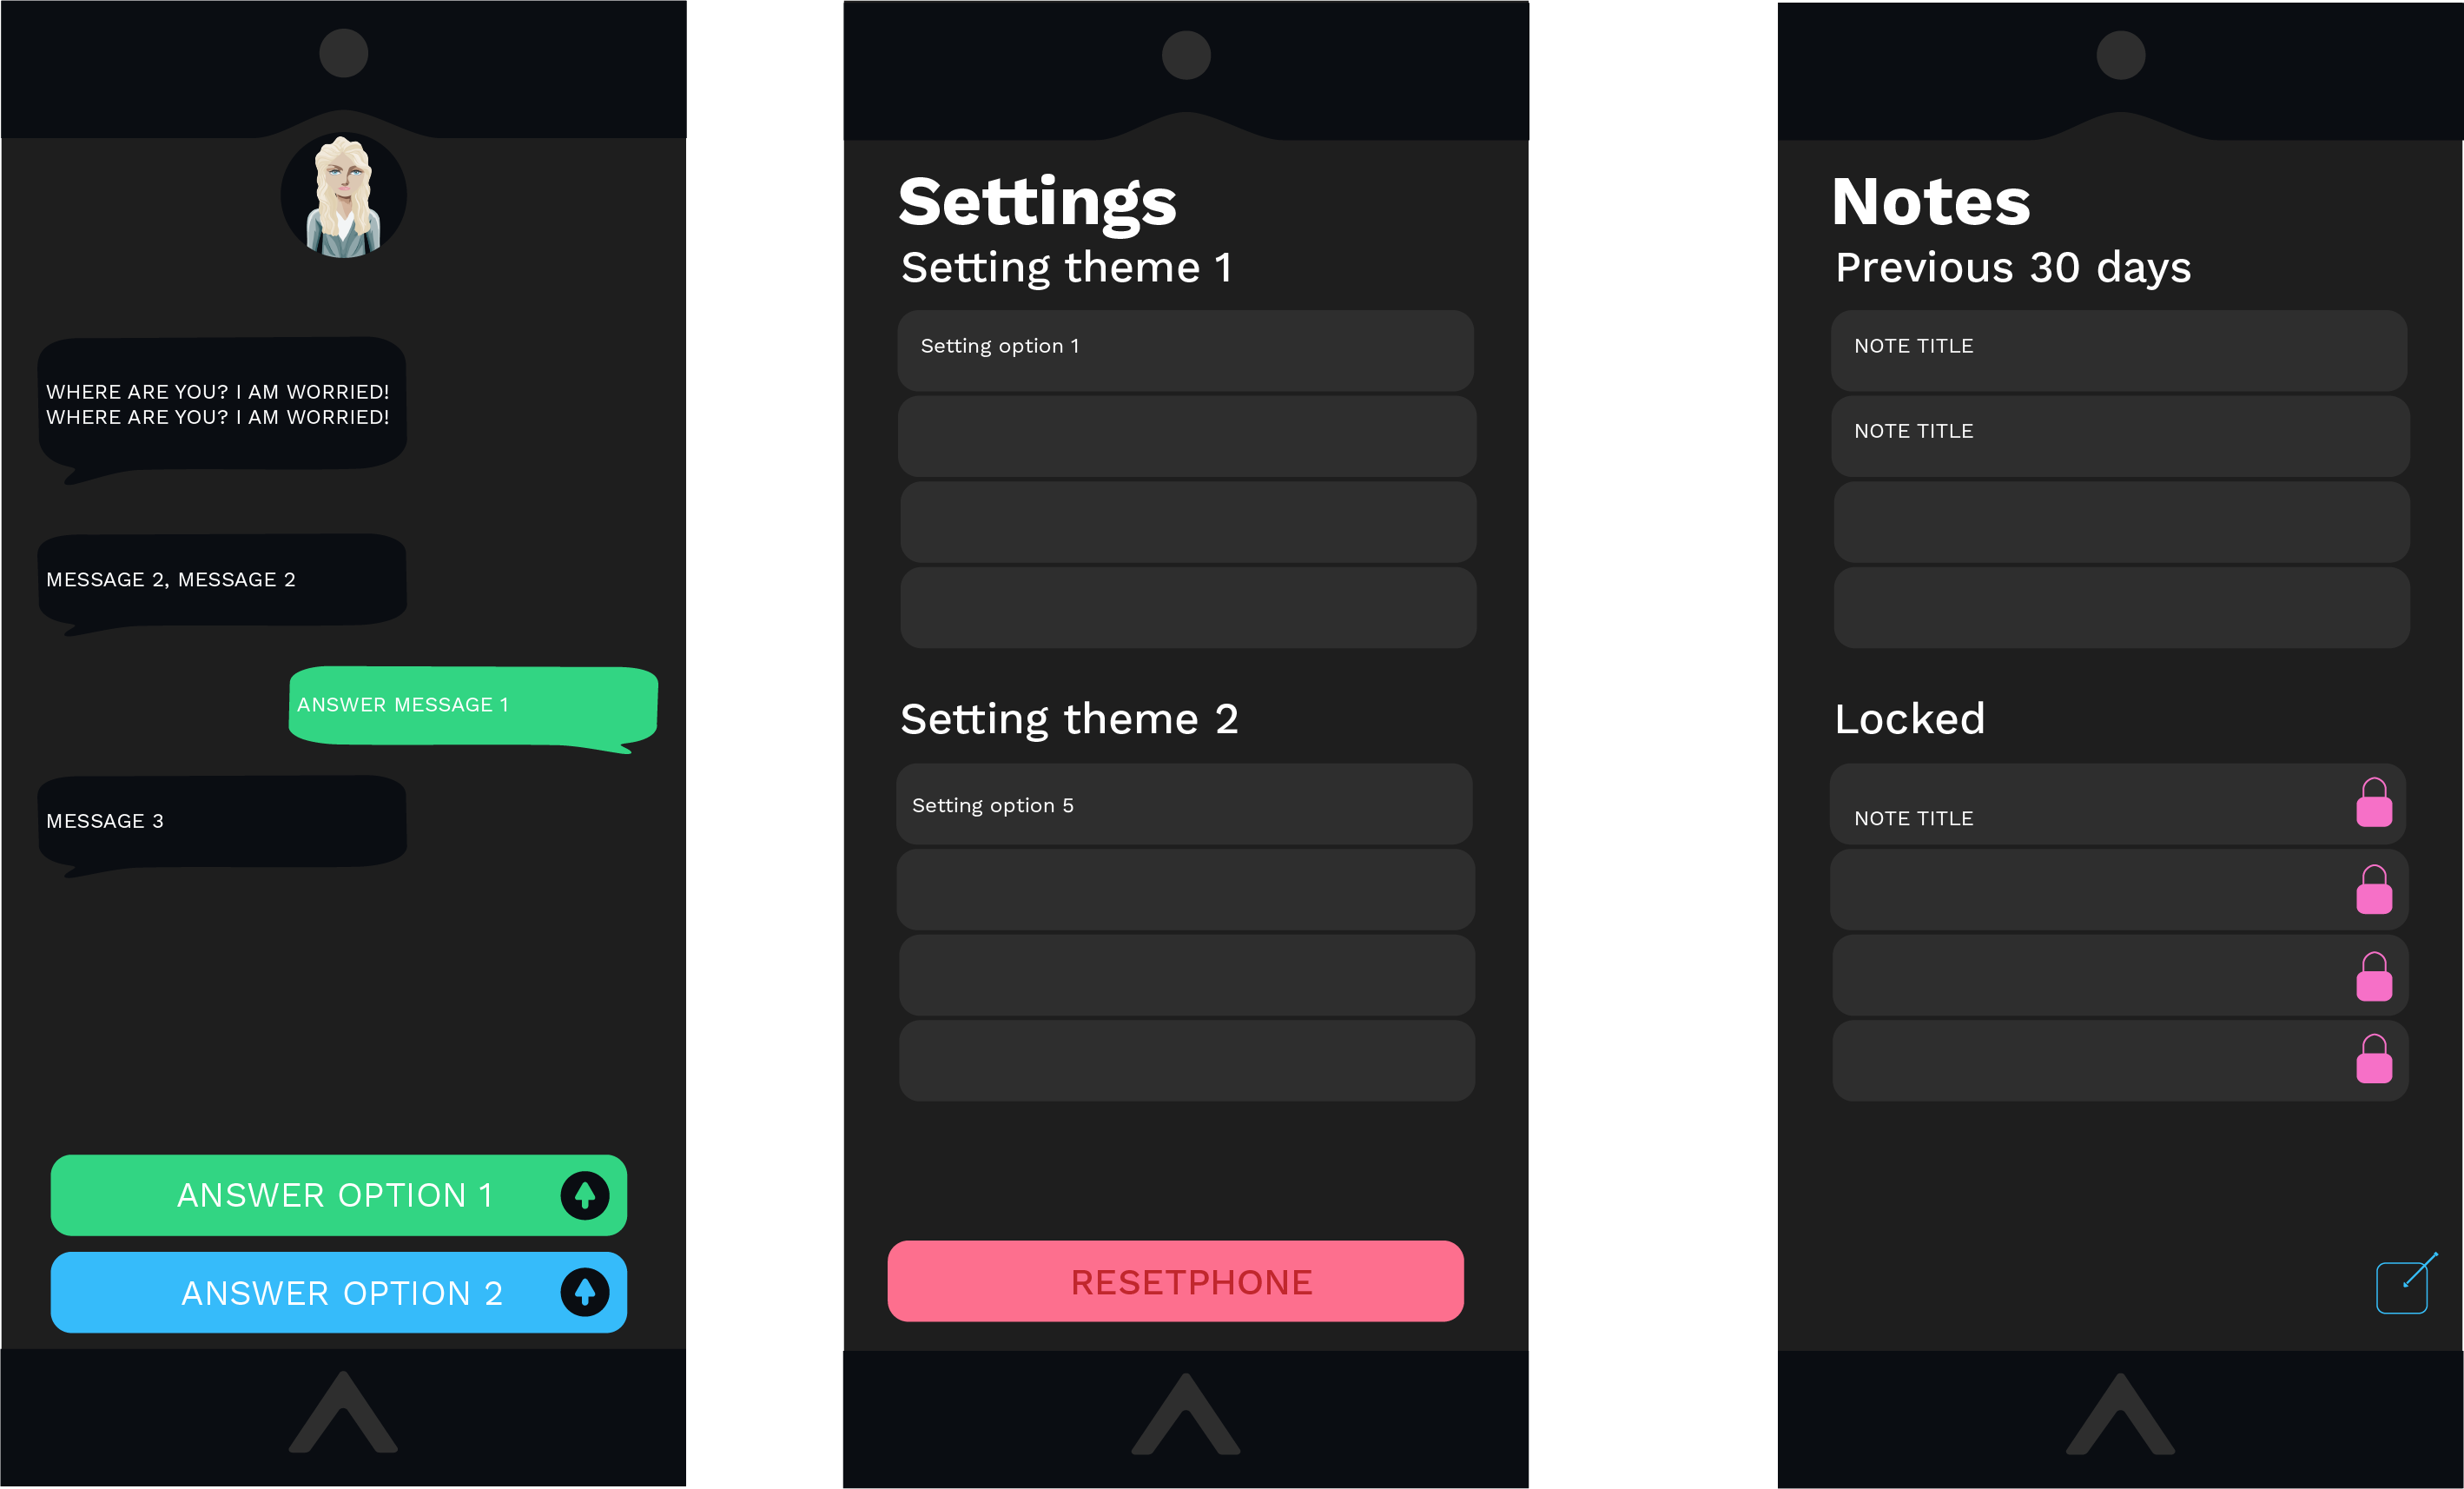 WHERE ARE YOU? I AM WORRIED!
WHERE ARE YOU? I AM WORRIED!
MESSAGE 2, MESSAGE 2
ANSWER MESSAGE 1
MESSAGE 3
ANSWER OPTION 1
ANSWER OPTION 2
Settings
Setting theme 1
Setting option 1
Setting theme 2
Setting option 5
RESETPHONE
Notes
Previous 30 days
NOTE TITLE
NOTE TITLE
Locked
NOTE TITLE